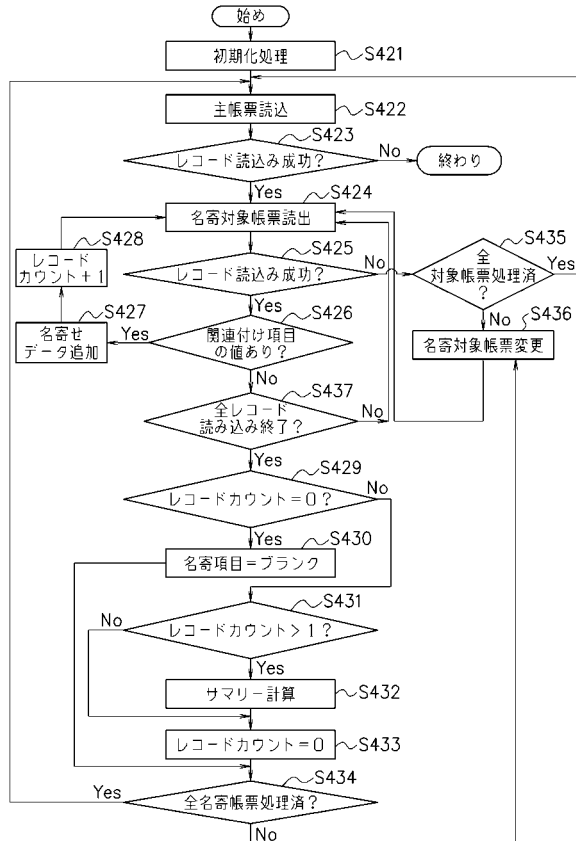 始め
初期化処理
S421
主帳票読込
S422
S423
レコード読込み成功?
No
終わり
Yes
S424
名寄対象帳票読出
S428
レコード
カウント+1
S425
レコード読込み成功?
No
S435
全
対象帳票処理済
?
Yes
No
S436
名寄対象帳票変更
Yes
S426
S427
名寄せ
データ追加
Yes
関連付け項目
の値あり?
No
S437
全レコード
読み込み終了?
No
Yes
S429
レコードカウント=0?
No
Yes
S430
名寄項目=ブランク
S431
No
レコードカウント>1?
Yes
サマリー計算
S432
レコードカウント=0
S433
S434
Yes
全名寄帳票処理済?
No